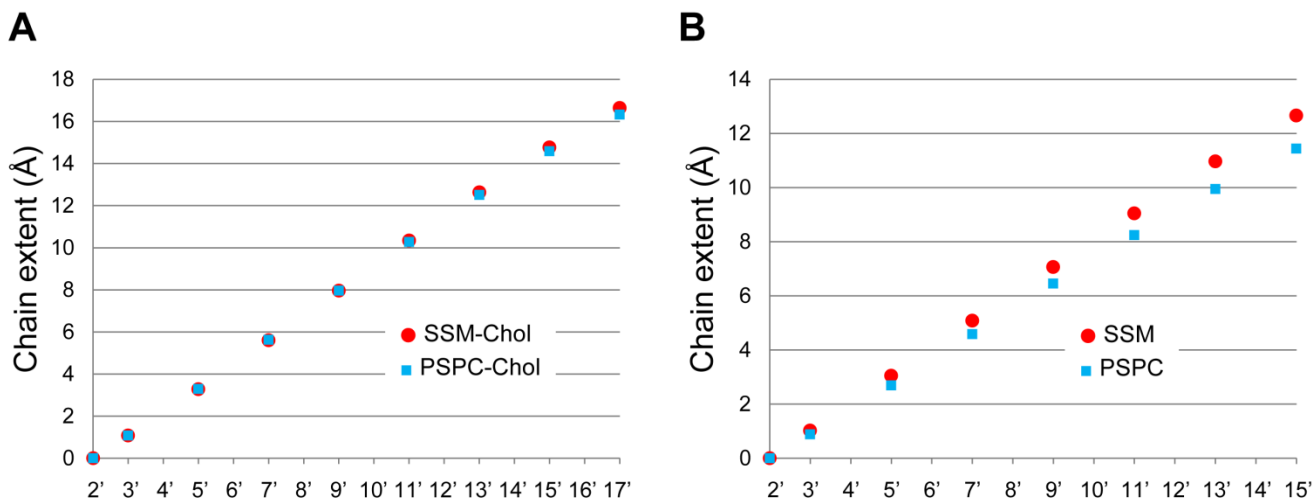 A
Chain extent (Å)
18
16
14
12
10
8
6
4
2
0
SSM-Chol
PSPC-Chol
2’ 3’ 4’ 5’ 6’ 7’ 8’ 9’ 10’ 11’ 12’ 13’ 14’ 15’ 16’ 17’
B
Chain extent (Å)
14
12
10
8
6
4
2
0
SSM
PSPC
2’ 3’ 4’ 5’ 6’ 7’ 8’ 9’ 10’ 11’ 12’ 13’ 14’ 15’